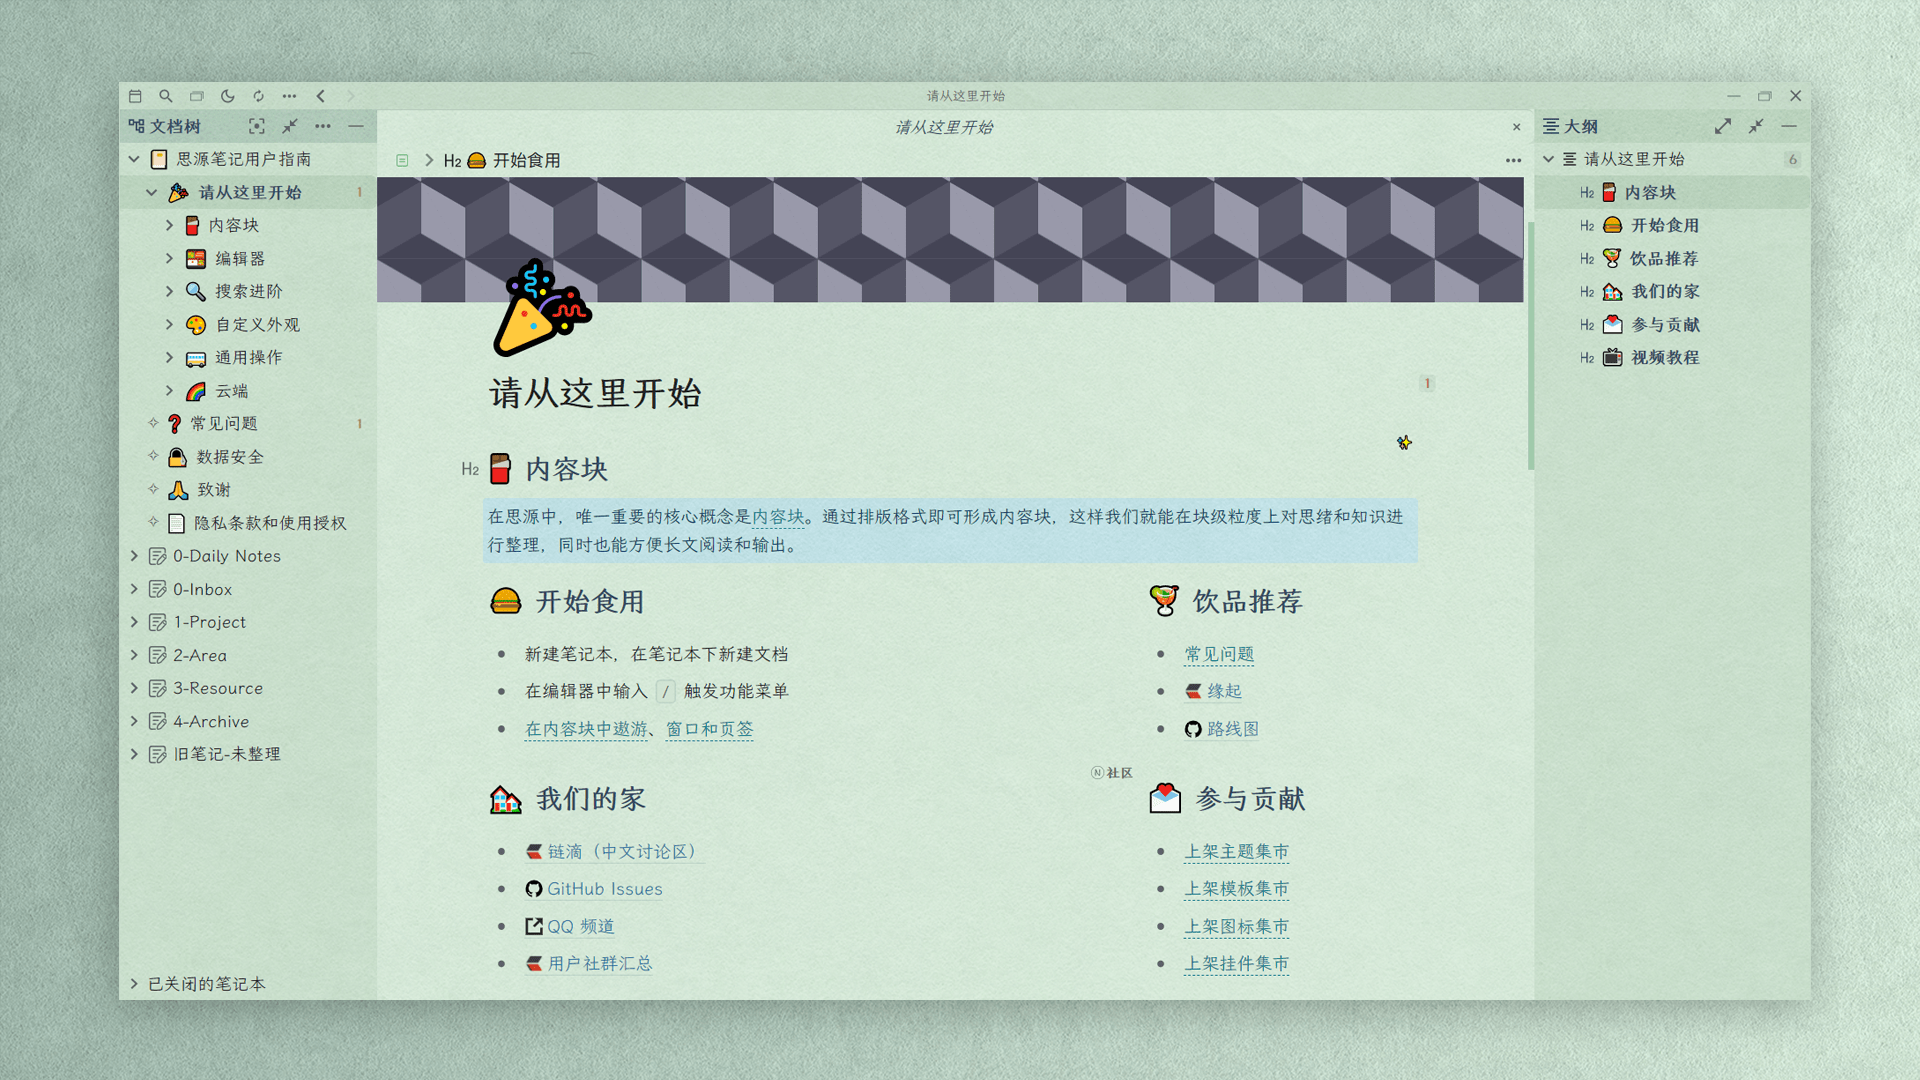 请从这里开始
文档树
思源笔记用户指南
请从这里开始 1
内容块
编辑器
搜索进阶
自定义外观
通用操作
云端
常见问题 1
数据安全
致谢
隐私条款和使用授权
0-Daily Notes
0-Inbox
1-Project
2-Area
3-Resource
4-Archive
旧笔记-未整理
已关闭的笔记本
请从这里开始
H2 开始食用
请从这里开始
1
H2 内容块
在思源中，唯一重要的核心概念是内容块。通过排版格式即可形成内容块，这样我们就能在块级粒度上对思绪和知识进
行整理，同时也能方便长文阅读和输出。
开始食用
新建笔记本，在笔记本下新建文档
在编辑器中输入 / 触发功能菜单
在内容块中遨游、窗口和页签
饮品推荐
常见问题
缘起
路线图
我们的家
链滴（中文讨论区）
GitHub Issues
QQ 频道
用户社群汇总
N 社区
参与贡献
上架主题集市
上架模板集市
上架图标集市
上架挂件集市
大纲
请从这里开始 6
H2 内容块
H2 开始食用
H2 饮品推荐
H2 我们的家
H2 参与贡献
H2 视频教程